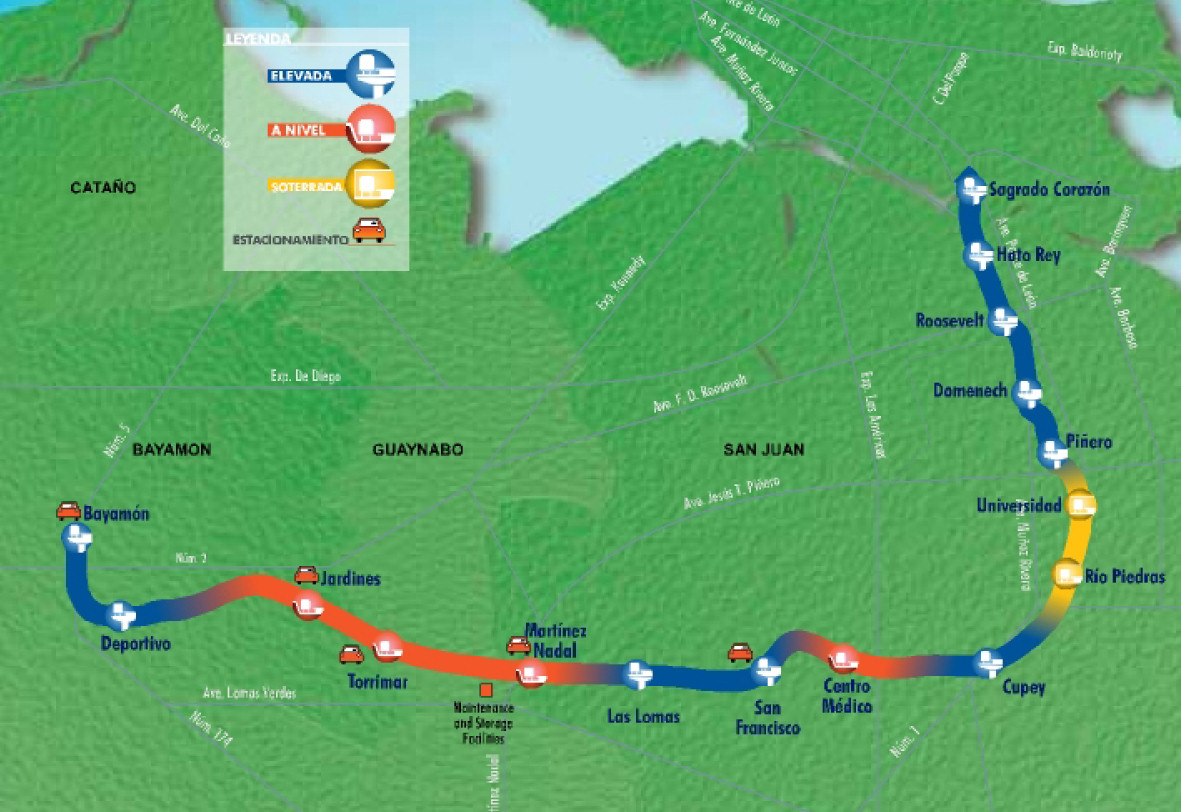 LEYENDA
ELEVADA
A NIVEL
SOTERRADA
ESTACIONAMIENTO
Ave. Fernández Juncos
Ave. Muñoz Rivera
Exp. Baldorioty
C. Del Parque
Ave. Del Caño
CATAÑO
Sagrado Corazón
Hato Rey
Ave. Ponce de León
Ave. Borinquen
Ave. Barbosa
Exp. Kennedy
Roosevelt
Exp. De Diego
Ave. F. D. Roosevelt
Exp. Las Américas
Domenech
Núm. 5
BAYAMON
GUAYNABO
SAN JUAN
Piñero
Ave. Jesús T. Piñero
Universidad
Bayamón
Muñoz Rivera
Núm. 2
Jardines
Río Piedras
Deportivo
Martínez
Nadal
Torrimar
Ave. Lomas Verdes
Maintenance
and Storage
Facilities
Las Lomas
San
Francisco
Centro
Médico
Cupey
Núm. 174
Núm. 1